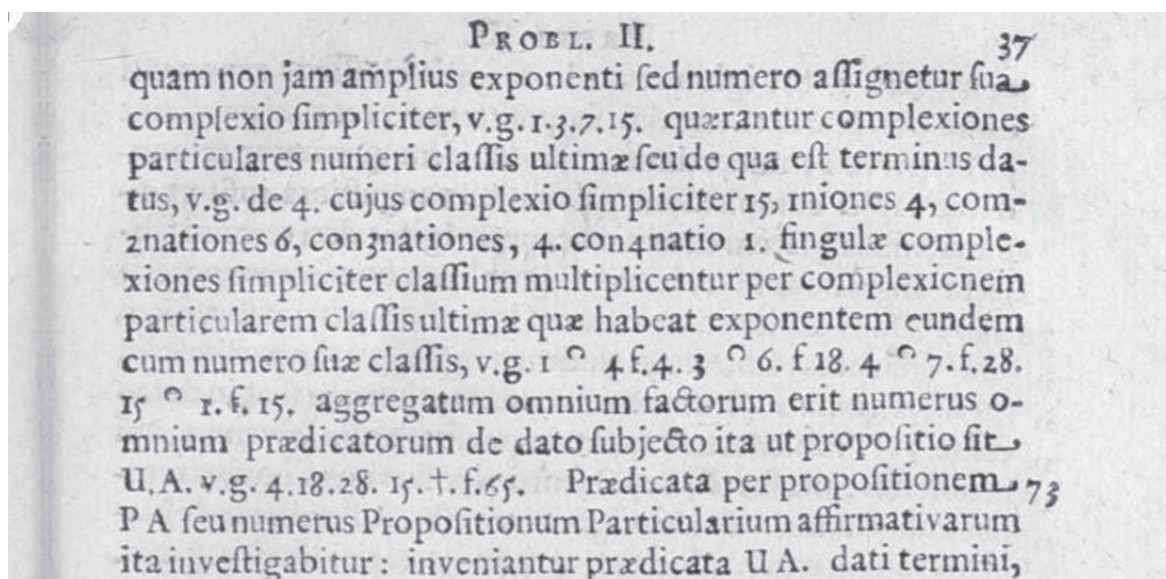 PROBL. II. 37
quam non jam amplius exponenti ſed numero aſſignetur ſua
complexio ſimpliciter, v.g. 1.3.7.15. quærantur complexiones
particulares numeri claſſis ultimæ ſeu de qua eſt terminus da-
tus, v.g. de 4. cujus complexio ſimpliciter 15, 1niones 4, com-
2nationes 6, con3nationes, 4. con4natio 1. ſingulæ comple-
xiones ſimpliciter claſſium multiplicentur per complexicnem
particularem claſſis ultimæ quæ habeat exponentem eundem
cum numero ſuæ claſſis, v.g. 1 ⌒ 4 f.4. 3 ⌒ 6. f 18. 4 ⌒ 7. f.28.
15 ⌒ 1. f. 15. aggregatum omnium factorum erit numerus o-
mnium prædicatorum de dato ſubjecto ita ut propoſitio ſit
U.A. v.g. 4.18.28. 15.†. f.65. Prædicata per propoſitionem 73
P A ſeu numerus Propoſitionum Particularium affirmativarum
ita inveſtigabitur: inveniantur prædicata U A. dati termini,